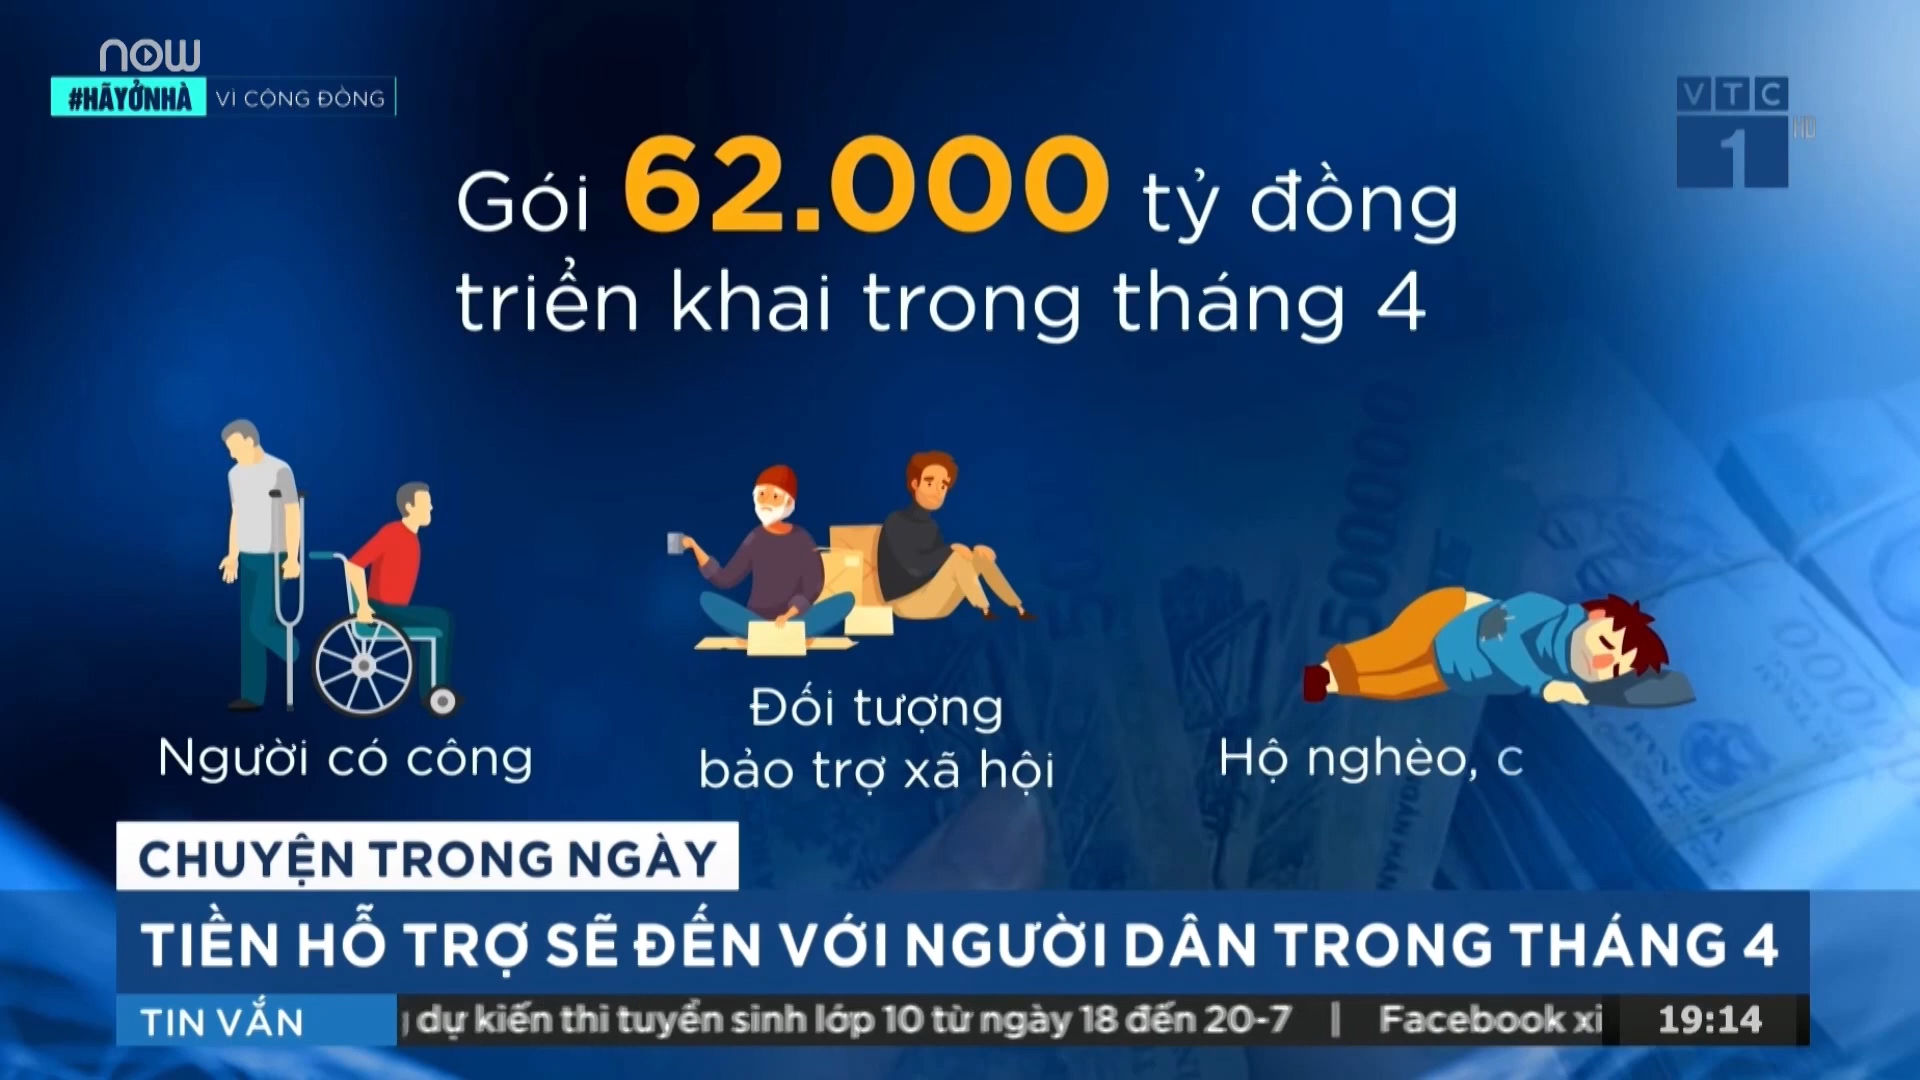 now
#HÃYỞNHÀ VÌ CỘNG ĐỒNG
VTC
1 HD
Gói 62.000 tỷ đồng
triển khai trong tháng 4
500000
Người có công
Đối tượng
bảo trợ xã hội
Hộ nghèo, c
CHUYỆN TRONG NGÀY
TIỀN HỖ TRỢ SẼ ĐẾN VỚI NGƯỜI DÂN TRONG THÁNG 4
TIN VẮN dự kiến thi tuyển sinh lớp 10 từ ngày 18 đến 20-7 | Facebook xi 19:14